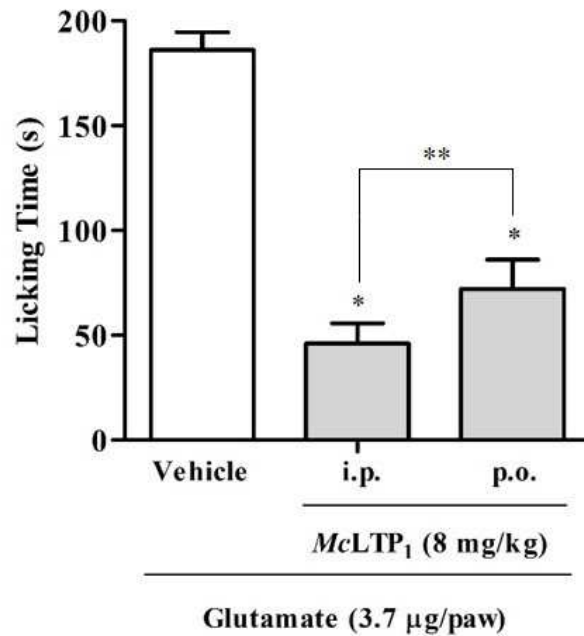 200
150
**
100
*
*
50
0
Licking Time (s)
Vehicle i.p. p.o.
McLTP₁ (8 mg/kg)
Glutamate (3.7 µg/paw)